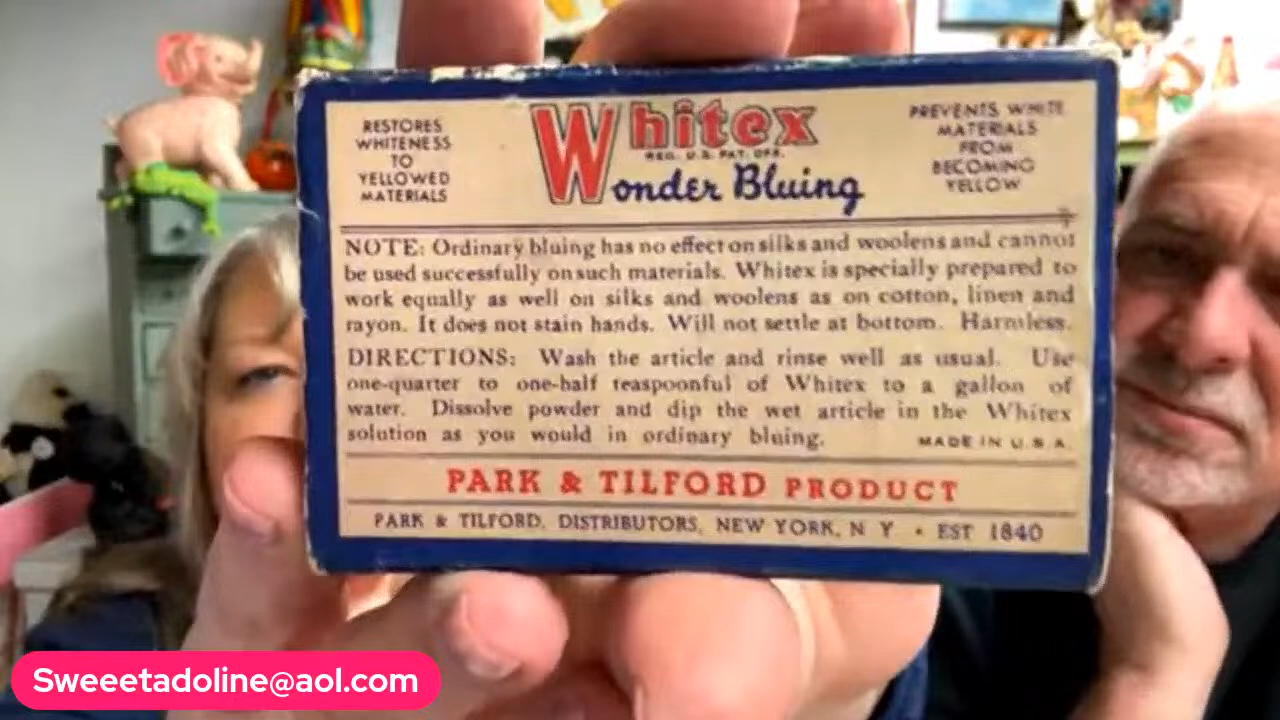 RESTORES
WHITENESS
TO
YELLOWED
MATERIALS
Whitex
REG. U.S. PAT. OFF.
Wonder Bluing
PREVENTS WHITE
MATERIALS
FROM
BECOMING
YELLOW
NOTE: Ordinary bluing has no effect on silks and woolens and cannot
be used successfully on such materials. Whitex is specially prepared to
work equally as well on silks and woolens as on cotton, linen and
rayon. It does not stain hands. Will not settle at bottom. Harmless.
DIRECTIONS: Wash the article and rinse well as usual. Use
one-quarter to one-half teaspoonful of Whitex to a gallon of
water. Dissolve powder and dip the wet article in the Whitex
solution as you would in ordinary bluing. MADE IN U.S.A.
PARK & TILFORD PRODUCT
PARK & TILFORD, DISTRIBUTORS, NEW YORK, N Y • EST 1840
Sweeetadoline@aol.com